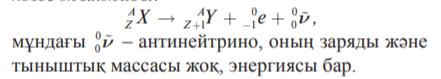 $^{A}_{Z}X \rightarrow \, ^{A}_{Z+1}Y + \, ^{0}_{-1}e + \, ^{0}_{0}\tilde{\nu}$,
мұндағы $^{0}_{0}\tilde{\nu}$ – антинейтрино, оның заряды және
тыныштық массасы жоқ, энергиясы бар.